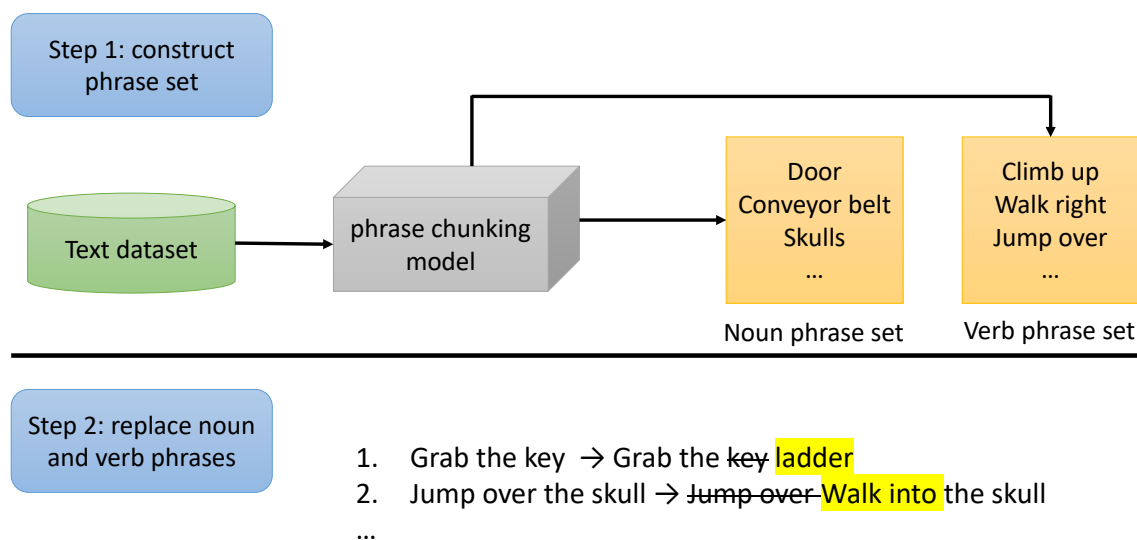 Step 1: construct
phrase set
Text dataset
phrase chunking
model
Door
Conveyor belt
Skulls
...
Noun phrase set
Climb up
Walk right
Jump over
...
Verb phrase set
Step 2: replace noun
and verb phrases
1. Grab the key → Grab the key ladder
2. Jump over the skull → Jump over Walk into the skull
...